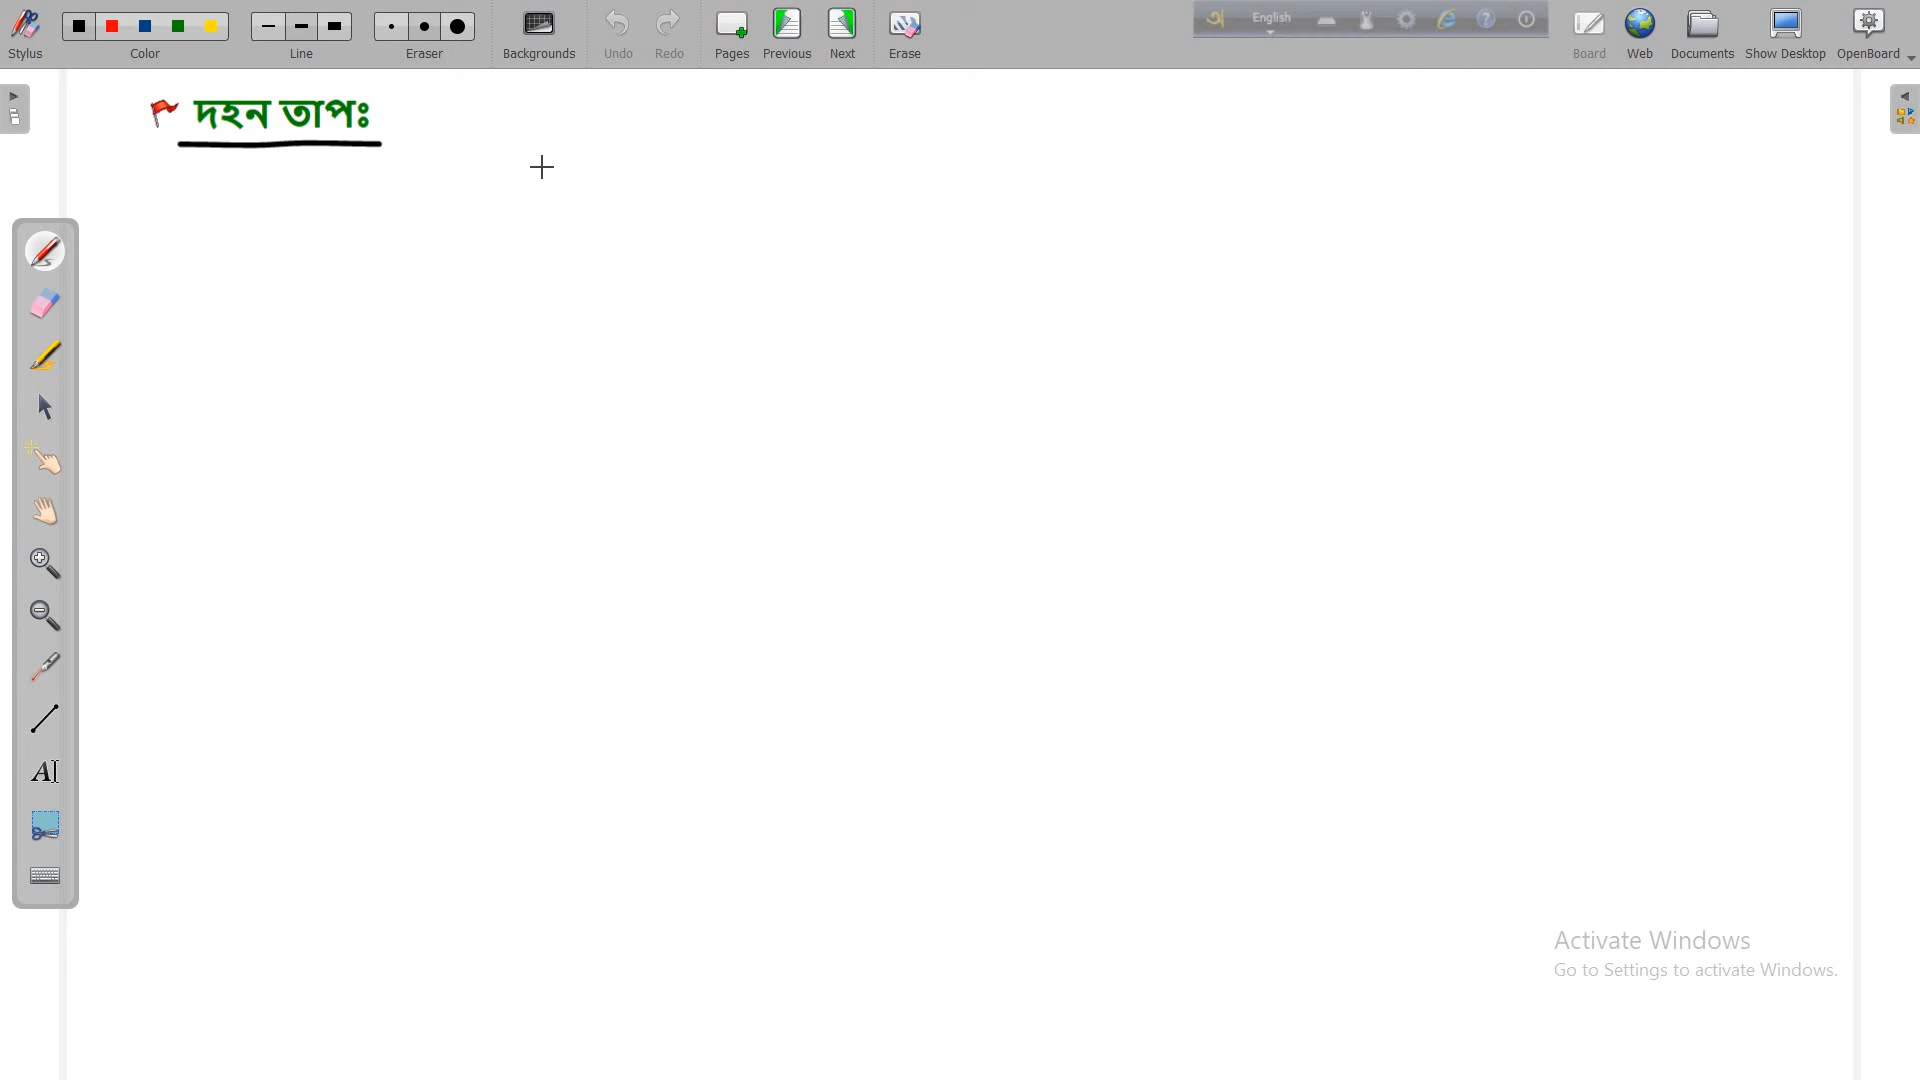 Stylus
Color
Line
Eraser
Backgrounds
Undo
Redo
Pages
Previous
Next
Erase
English
Board
Web
Documents
Show Desktop
OpenBoard
দহন তাপঃ
Activate Windows
Go to Settings to activate Windows.